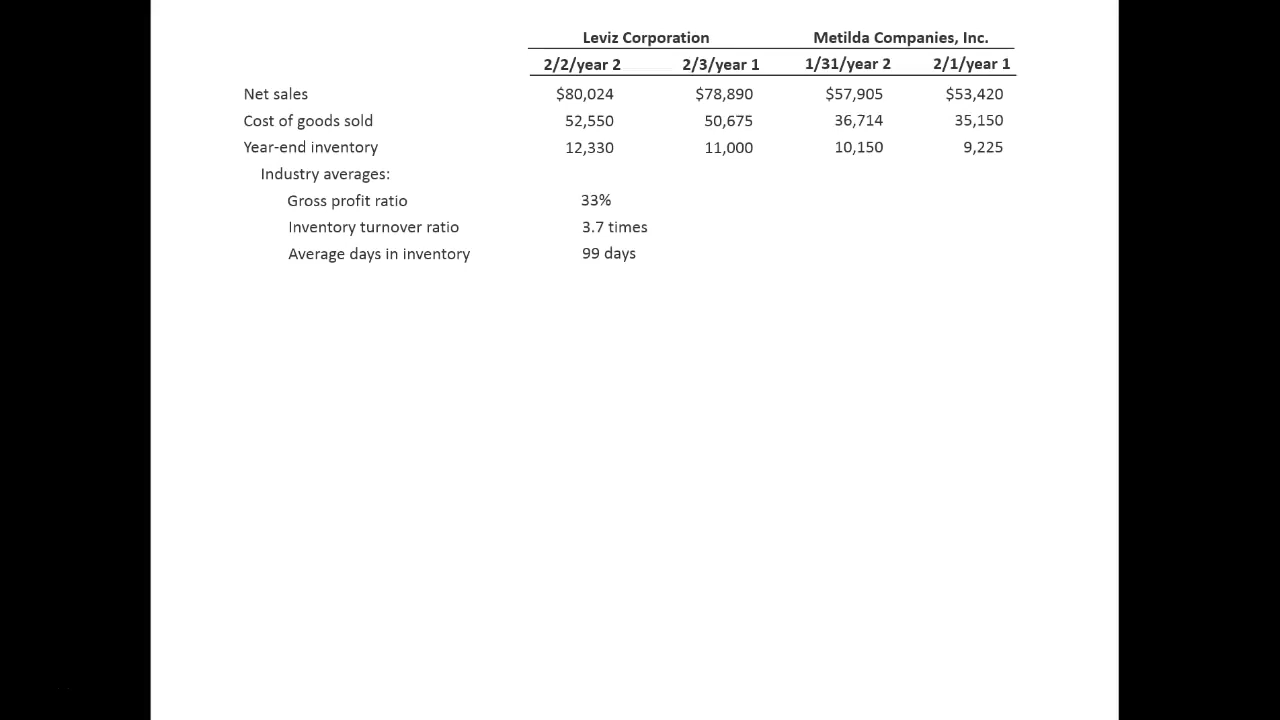 Leviz Corporation Metilda Companies, Inc.
2/2/year 2 2/3/year 1 1/31/year 2 2/1/year 1
Net sales $80,024 $78,890 $57,905 $53,420
Cost of goods sold 52,550 50,675 36,714 35,150
Year-end inventory 12,330 11,000 10,150 9,225
Industry averages:
Gross profit ratio 33%
Inventory turnover ratio 3.7 times
Average days in inventory 99 days